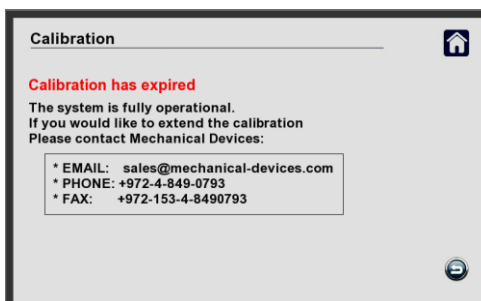 Calibration
Calibration has expired
The system is fully operational.
If you would like to extend the calibration
Please contact Mechanical Devices:
* EMAIL: sales@mechanical-devices.com
* PHONE: +972-4-849-0793
* FAX: +972-153-4-8490793